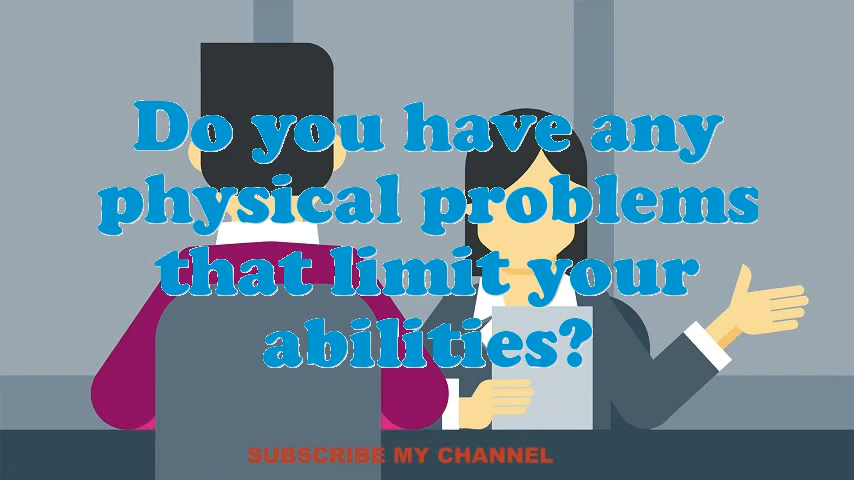 Do you have any
physical problems
that limit your
abilities?
SUBSCRIBE MY CHANNEL